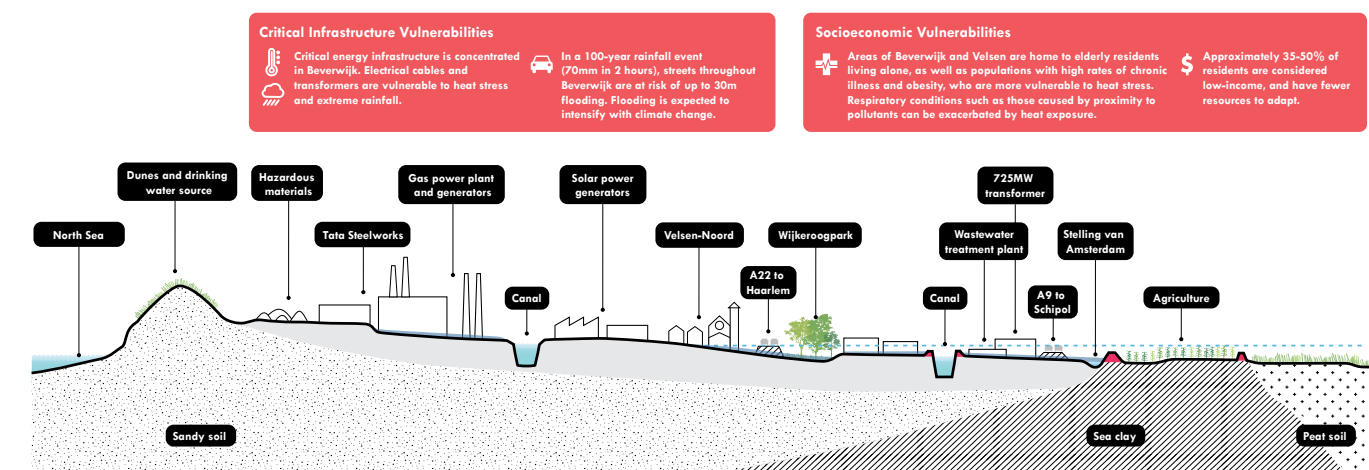 Critical Infrastructure Vulnerabilities
Critical energy infrastructure is concentrated
in Beverwijk. Electrical cables and
transformers are vulnerable to heat stress
and extreme rainfall.
In a 100-year rainfall event
(70mm in 2 hours), streets throughout
Beverwijk are at risk of up to 30m
flooding. Flooding is expected to
intensify with climate change.
Socioeconomic Vulnerabilities
Areas of Beverwijk and Velsen are home to elderly residents
living alone, as well as populations with high rates of chronic
illness and obesity, who are more vulnerable to heat stress.
Respiratory conditions such as those caused by proximity to
pollutants can be exacerbated by heat exposure.
$
Approximately 35-50% of
residents are considered
low-income, and have fewer
resources to adapt.
North Sea
Dunes and drinking
water source
Hazardous
materials
Tata Steelworks
Gas power plant
and generators
Canal
Solar power
generators
Velsen-Noord
A22 to
Haarlem
Wijkeroogpark
Canal
Wastewater
treatment plant
725MW
transformer
A9 to
Schipol
Stelling van
Amsterdam
Agriculture
Sandy soil
Sea clay
Peat soil